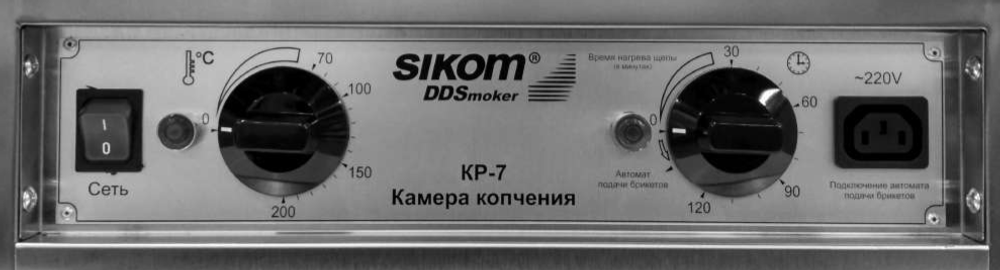 °C
0
70
100
150
200
I
0
Сеть
SIKOM®
DDSmoker
КР-7
Камера копчения
Время нагрева щепы
(в минутах)
0
30
60
90
120
Автомат
подачи брикетов
~220V
Подключение автомата
подачи брикетов